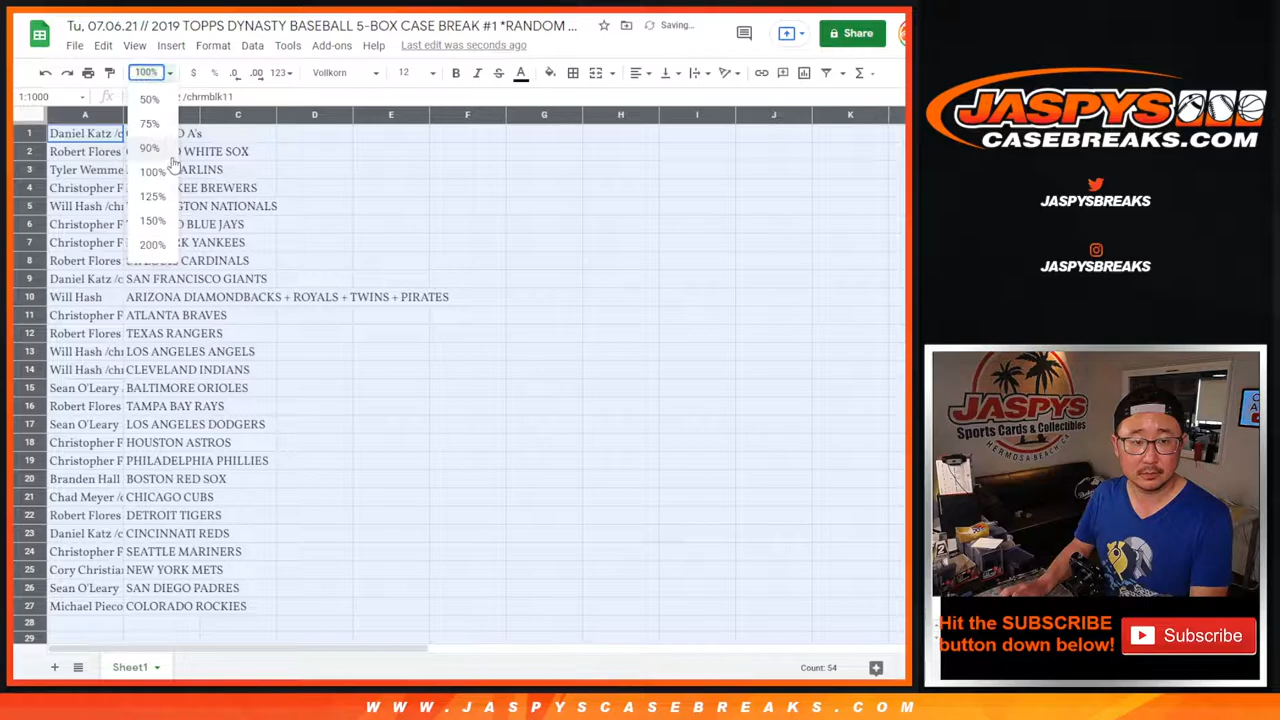 Tu, 07.06.21 // 2019 TOPPS DYNASTY BASEBALL 5-BOX CASE BREAK #1 *RANDOM ...
Saving...
Share
File Edit View Insert Format Data Tools Add-ons Help Last edit was seconds ago
100% $ % .0 .00 123 Vollkorn 12 B I S A
1:1000 fx /chrmblk11
50%
75%
90%
100%
125%
150%
200%
A C D E F G H I J K
1 Daniel Katz /c D A's
2 Robert Flores WHITE SOX
3 Tyler Wemme ARLINS
4 Christopher F KEE BREWERS
5 Will Hash /ch NGTON NATIONALS
6 Christopher F O BLUE JAYS
7 Christopher F RK YANKEES
8 Robert Flores CARDINALS
9 Daniel Katz /c SAN FRANCISCO GIANTS
10 Will Hash ARIZONA DIAMONDBACKS + ROYALS + TWINS + PIRATES
11 Christopher F ATLANTA BRAVES
12 Robert Flores TEXAS RANGERS
13 Will Hash /chr LOS ANGELES ANGELS
14 Will Hash /chr CLEVELAND INDIANS
15 Sean O'Leary BALTIMORE ORIOLES
16 Robert Flores TAMPA BAY RAYS
17 Sean O'Leary LOS ANGELES DODGERS
18 Christopher F HOUSTON ASTROS
19 Christopher F PHILADELPHIA PHILLIES
20 Branden Hall BOSTON RED SOX
21 Chad Meyer /c CHICAGO CUBS
22 Robert Flores DETROIT TIGERS
23 Daniel Katz /c CINCINNATI REDS
24 Christopher F SEATTLE MARINERS
25 Cory Christia NEW YORK METS
26 Sean O'Leary SAN DIEGO PADRES
27 Michael Pieco COLORADO ROCKIES
28
29
Sheet1
Count: 54
JASPYS
CASEBREAKS.COM
JASPYSBREAKS
JASPYSBREAKS
JASPYS
Sports Cards & Collectibles
HERMOSA BEACH, CA
Hit the SUBSCRIBE
button down below!
Subscribe
WWW.JASPYSCASEBREAKS.COM